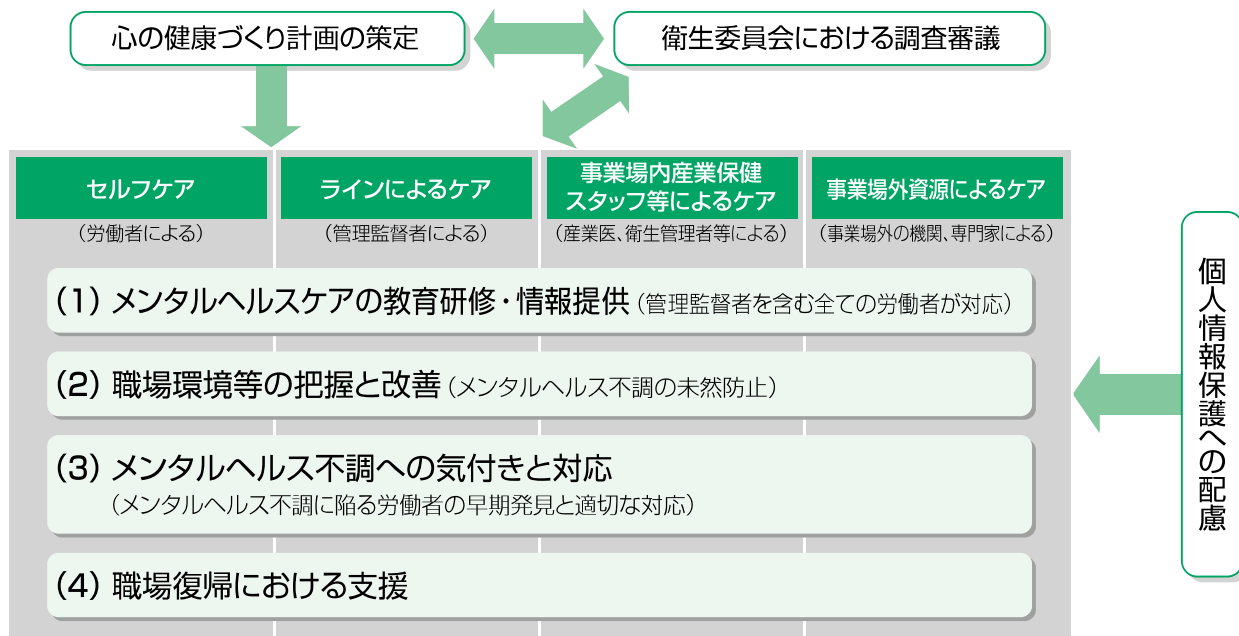 心の健康づくり計画の策定
衛生委員会における調査審議
セルフケア
(労働者による)
ラインによるケア
(管理監督者による)
事業場内産業保健
スタッフ等によるケア
(産業医、衛生管理者等による)
事業場外資源によるケア
(事業場外の機関、専門家による)
(1) メンタルヘルスケアの教育研修・情報提供 (管理監督者を含む全ての労働者が対応)
(2) 職場環境等の把握と改善 (メンタルヘルス不調の未然防止)
(3) メンタルヘルス不調への気付きと対応
(メンタルヘルス不調に陥る労働者の早期発見と適切な対応)
(4) 職場復帰における支援
個人情報保護への配慮